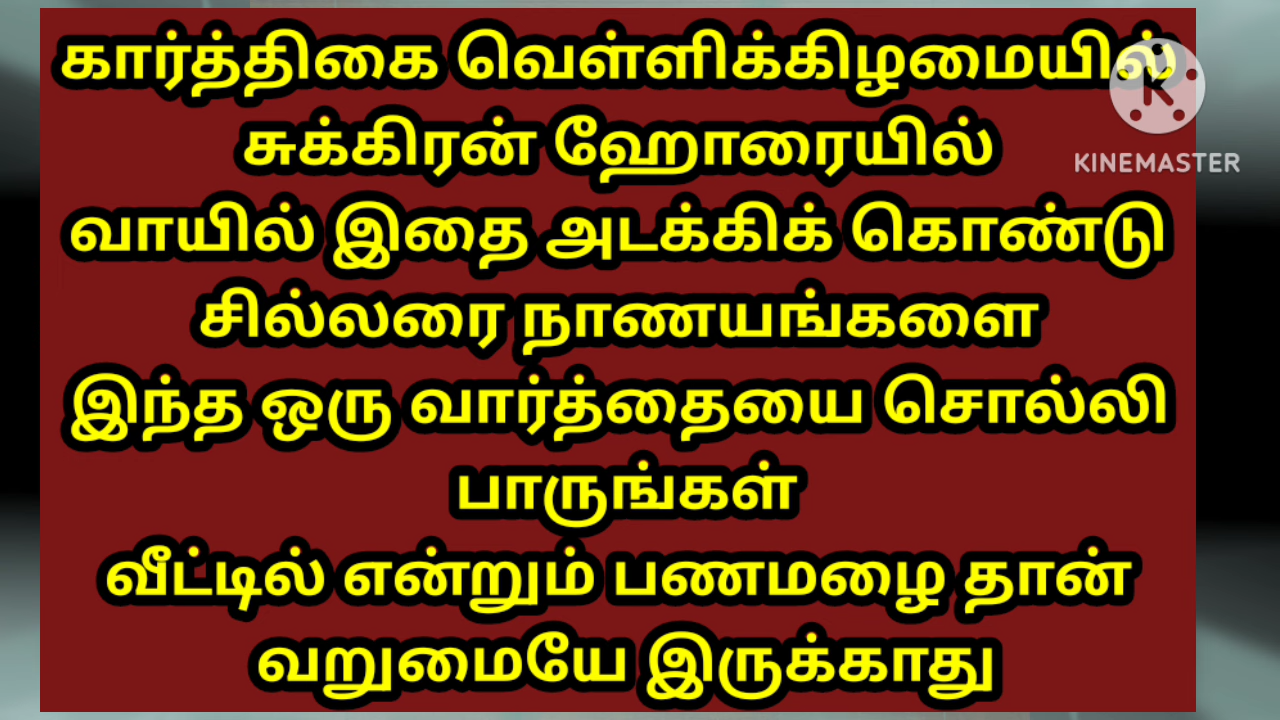 கார்த்திகை வெள்ளிக்கிழமையில்
சுக்கிரன் ஹோரையில்
வாயில் இதை அடக்கிக் கொண்டு
சில்லரை நாணயங்களை
இந்த ஒரு வார்த்தையை சொல்லி
பாருங்கள்
வீட்டில் என்றும் பணமழை தான்
வறுமையே இருக்காது
K
KINEMASTER